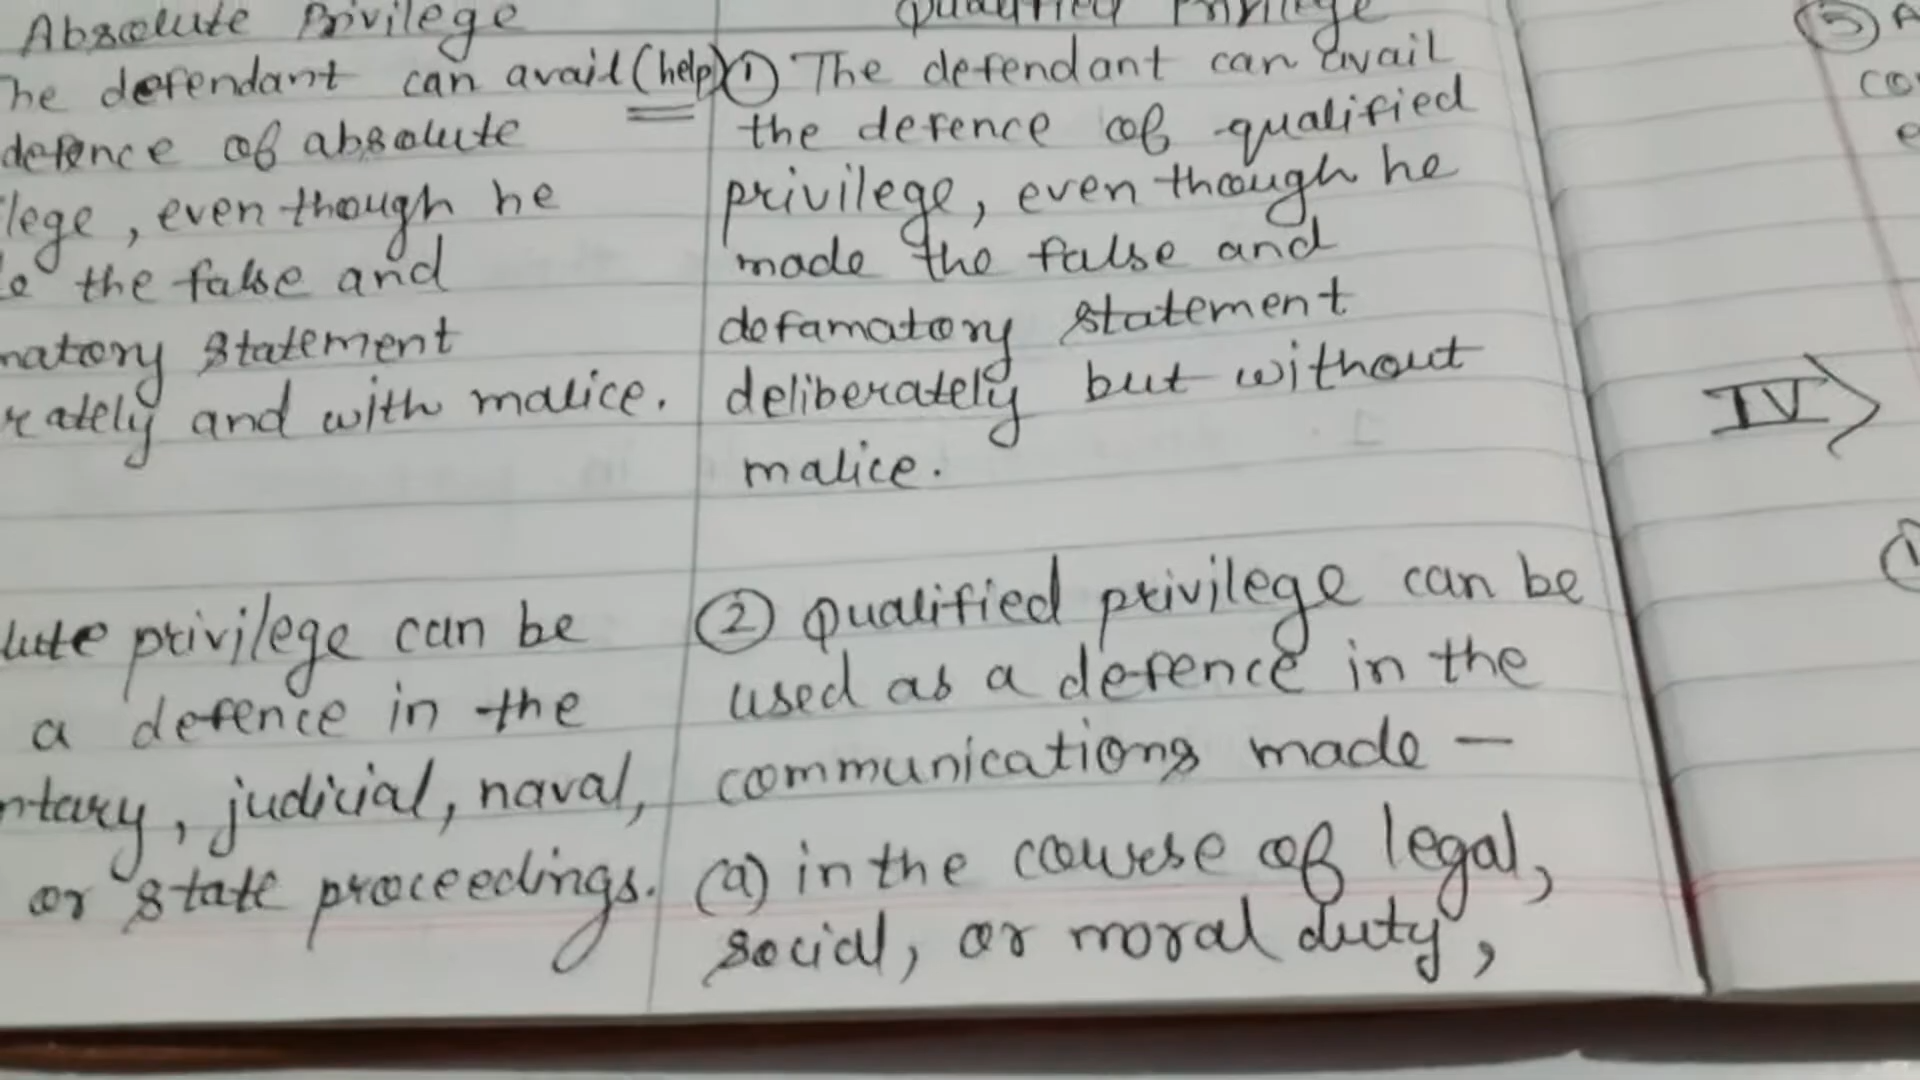 Absolute Privilege
he defendant can avail (help)
defence of absolute
lege, even though he
the false and
matory statement
rately and with malice.
lute privilege can be
a defence in the
ntary, judicial, naval,
or state proceedings.
Qualified Privilege
① The defendant can avail
the defence of qualified
privilege, even though he
made the false and
defamatory statement
deliberately but without
malice.
② Qualified privilege can be
used as a defence in the
communications made —
(a) in the course of legal,
social, or moral duty,
IV